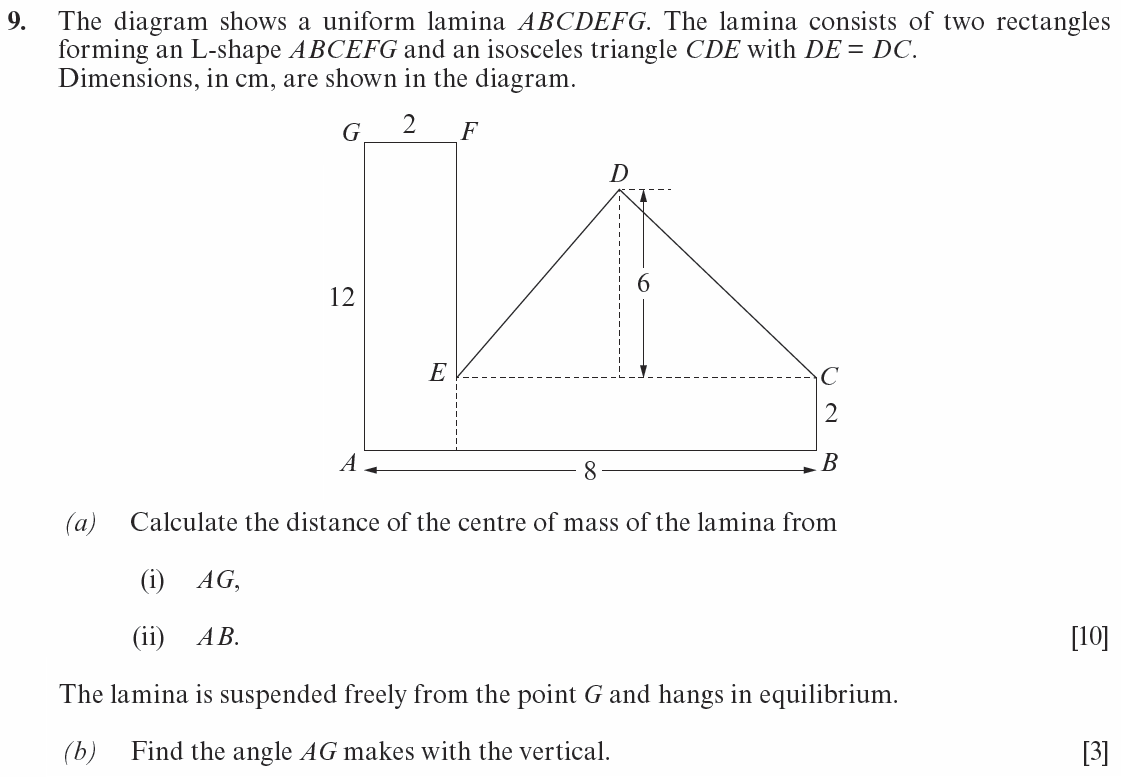 9. The diagram shows a uniform lamina ABCDEFG. The lamina consists of two rectangles
forming an L-shape ABCEFG and an isosceles triangle CDE with DE = DC.
Dimensions, in cm, are shown in the diagram.
G 2 F
D
12
6
E
C
2
A
8
B
(a) Calculate the distance of the centre of mass of the lamina from
(i) AG,
(ii) AB. [10]
The lamina is suspended freely from the point G and hangs in equilibrium.
(b) Find the angle AG makes with the vertical. [3]